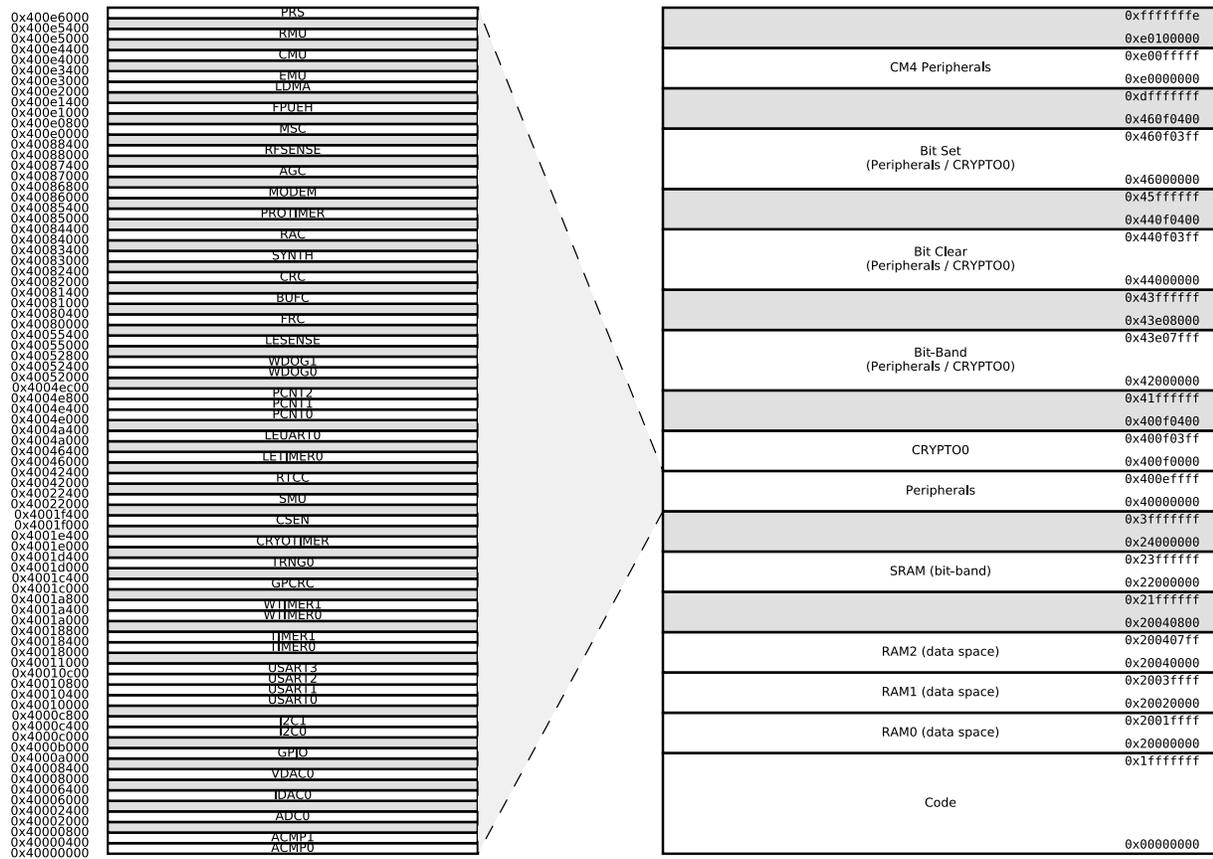 0x400e6000
0x400e5400
0x400e5000
0x400e4400
0x400e4000
0x400e3400
0x400e3000
0x400e2000
0x400e1400
0x400e1000
0x400e0800
0x400e0000
0x40088400
0x40088000
0x40087400
0x40087000
0x40086800
0x40086000
0x40085400
0x40085000
0x40084400
0x40084000
0x40083400
0x40083000
0x40082400
0x40082000
0x40081400
0x40081000
0x40080400
0x40080000
0x40055400
0x40055000
0x40052800
0x40052400
0x40052000
0x4004ec00
0x4004e800
0x4004e400
0x4004e000
0x4004a400
0x4004a000
0x40046400
0x40046000
0x40042400
0x40042000
0x40022400
0x40022000
0x4001f400
0x4001f000
0x4001e400
0x4001e000
0x4001d400
0x4001d000
0x4001c400
0x4001c000
0x4001a800
0x4001a400
0x4001a000
0x40018800
0x40018400
0x40018000
0x40011000
0x40010c00
0x40010800
0x40010400
0x40010000
0x4000c800
0x4000c400
0x4000c000
0x4000b000
0x4000a000
0x40008400
0x40008000
0x40006400
0x40006000
0x40002400
0x40002000
0x40000800
0x40000400
0x40000000
PRS
RMU
CMU
EMU
LDMA
FPUEH
MSC
RFSENSE
AGC
MODEM
PROTIMER
RAC
SYNTH
CRC
BUFC
FRC
LESENSE
WDOG1
WDOG0
PCNT2
PCNT1
PCNT0
LEUART0
LETIMER0
RTCC
SMU
CSEN
CRYOTIMER
TRNG0
GPCRC
WTIMER1
WTIMER0
TIMER1
TIMER0
USART3
USART2
USART1
USART0
I2C1
I2C0
GPIO
VDAC0
IDAC0
ADC0
ACMP1
ACMP0
0xfffffffe
0xe0100000
0xe00fffff
CM4 Peripherals
0xe0000000
0xdfffffff
0x460f0400
0x460f03ff
Bit Set
(Peripherals / CRYPTO0)
0x46000000
0x45ffffff
0x440f0400
0x440f03ff
Bit Clear
(Peripherals / CRYPTO0)
0x44000000
0x43ffffff
0x43e08000
0x43e07fff
Bit-Band
(Peripherals / CRYPTO0)
0x42000000
0x41ffffff
0x400f0400
0x400f03ff
CRYPTO0
0x400f0000
0x400effff
Peripherals
0x40000000
0x3fffffff
0x24000000
0x23ffffff
SRAM (bit-band)
0x22000000
0x21ffffff
0x20040800
0x200407ff
RAM2 (data space)
0x20040000
0x2003ffff
RAM1 (data space)
0x20020000
0x2001ffff
RAM0 (data space)
0x20000000
0x1fffffff
Code
0x00000000